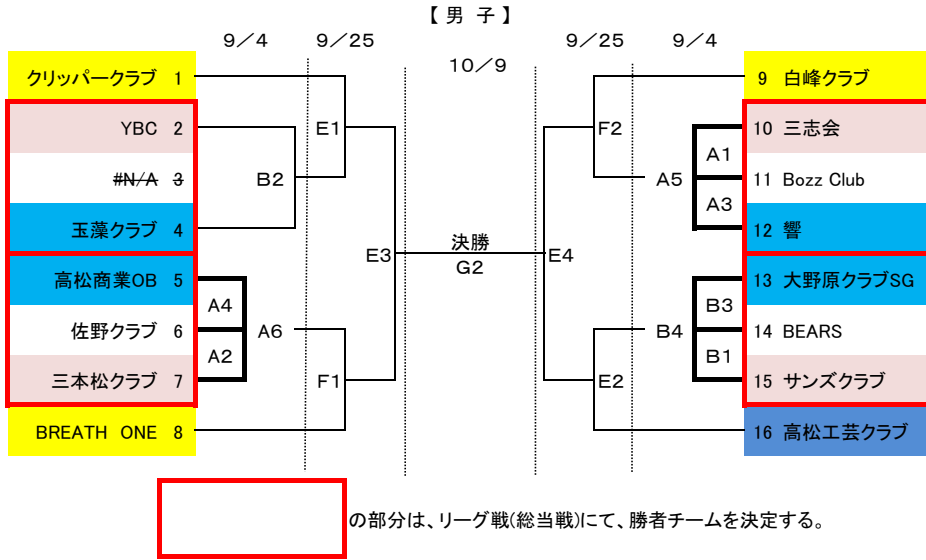 【 男 子 】
9／4 9／25 10／9 9／25 9／4
クリッパークラブ 1
YBC 2
#N/A 3
玉藻クラブ 4
高松商業OB 5
佐野クラブ 6
三本松クラブ 7
BREATH ONE 8
E1
B2
A4
A2
A6
F1
E3
決勝
G2
E4
F2
E2
A5
A1
A3
B4
B3
B1
9 白峰クラブ
10 三志会
11 Bozz Club
12 響
13 大野原クラブSG
14 BEARS
15 サンズクラブ
16 高松工芸クラブ
の部分は、リーグ戦(総当戦)にて、勝者チームを決定する。